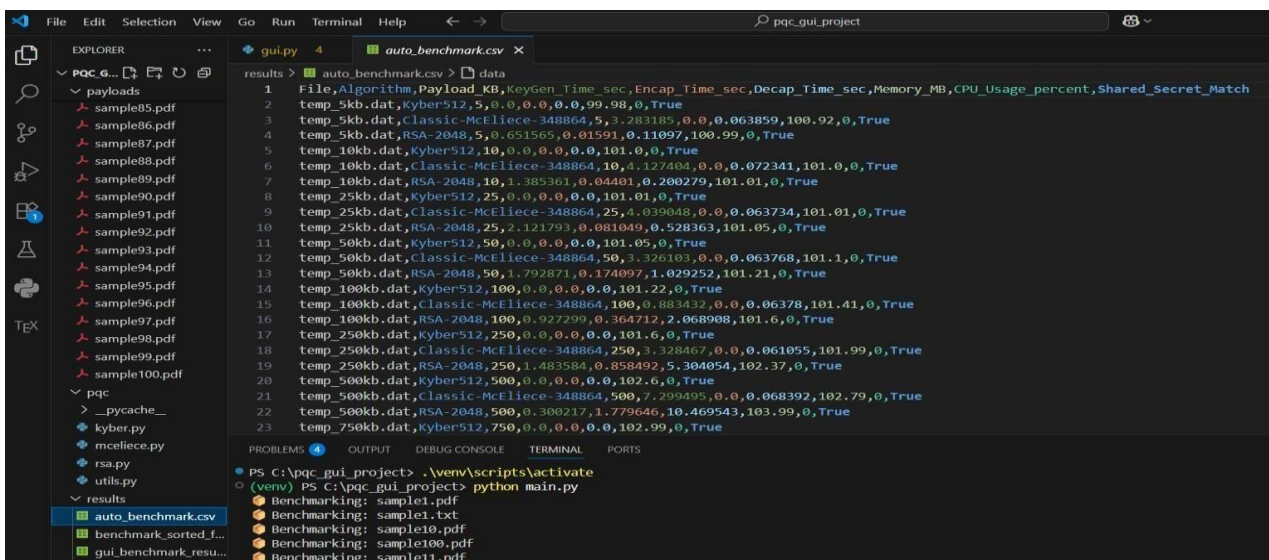 File Edit Selection View Go Run Terminal Help
pqc_gui_project
EXPLORER
PQC_G...
payloads
sample85.pdf
sample86.pdf
sample87.pdf
sample88.pdf
sample89.pdf
sample90.pdf
sample91.pdf
sample92.pdf
sample93.pdf
sample94.pdf
sample95.pdf
sample96.pdf
sample97.pdf
sample98.pdf
sample99.pdf
sample100.pdf
pqc
__pycache__
kyber.py
mceliece.py
rsa.py
utils.py
results
auto_benchmark.csv
benchmark_sorted_f...
gui_benchmark_resu...
1
TEX
gui.py 4 auto_benchmark.csv
results > auto_benchmark.csv > data
1 File,Algorithm,Payload_KB,KeyGen_Time_sec,Encap_Time_sec,Decap_Time_sec,Memory_MB,CPU_Usage_percent,Shared_Secret_Match
2 temp_5kb.dat,Kyber512,5,0.0,0.0,0.0,99.98,0,True
3 temp_5kb.dat,Classic-McEliece-348864,5,3.283185,0.0,0.063859,100.92,0,True
4 temp_5kb.dat,RSA-2048,5,0.651565,0.01591,0.11097,100.99,0,True
5 temp_10kb.dat,Kyber512,10,0.0,0.0,0.0,101.0,0,True
6 temp_10kb.dat,Classic-McEliece-348864,10,4.127404,0.0,0.072341,101.0,0,True
7 temp_10kb.dat,RSA-2048,10,1.385361,0.04401,0.200279,101.01,0,True
8 temp_25kb.dat,Kyber512,25,0.0,0.0,0.0,101.01,0,True
9 temp_25kb.dat,Classic-McEliece-348864,25,4.039048,0.0,0.063734,101.01,0,True
10 temp_25kb.dat,RSA-2048,25,2.121793,0.081049,0.528363,101.05,0,True
11 temp_50kb.dat,Kyber512,50,0.0,0.0,0.0,101.05,0,True
12 temp_50kb.dat,Classic-McEliece-348864,50,3.326103,0.0,0.063768,101.1,0,True
13 temp_50kb.dat,RSA-2048,50,1.792871,0.174097,1.029252,101.21,0,True
14 temp_100kb.dat,Kyber512,100,0.0,0.0,0.0,101.22,0,True
15 temp_100kb.dat,Classic-McEliece-348864,100,0.883432,0.0,0.06378,101.41,0,True
16 temp_100kb.dat,RSA-2048,100,0.927299,0.364712,2.068908,101.6,0,True
17 temp_250kb.dat,Kyber512,250,0.0,0.0,0.0,101.6,0,True
18 temp_250kb.dat,Classic-McEliece-348864,250,3.328467,0.0,0.061055,101.99,0,True
19 temp_250kb.dat,RSA-2048,250,1.483584,0.858492,5.304054,102.37,0,True
20 temp_500kb.dat,Kyber512,500,0.0,0.0,0.0,102.6,0,True
21 temp_500kb.dat,Classic-McEliece-348864,500,7.299495,0.0,0.068392,102.79,0,True
22 temp_500kb.dat,RSA-2048,500,0.300217,1.779646,10.469543,103.99,0,True
23 temp_750kb.dat,Kyber512,750,0.0,0.0,0.0,102.99,0,True
PROBLEMS 4 OUTPUT DEBUG CONSOLE TERMINAL PORTS
PS C:\pqc_gui_project> .\venv\scripts\activate
(venv) PS C:\pqc_gui_project> python main.py
Benchmarking: sample1.pdf
Benchmarking: sample1.txt
Benchmarking: sample10.pdf
Benchmarking: sample100.pdf
Benchmarking: sample11.pdf